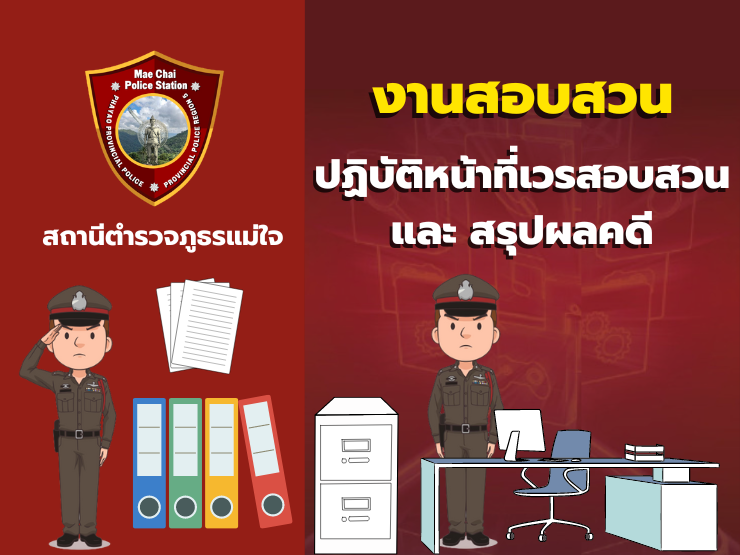 Mae Chai
Police Station
PHAYAO PROVINCIAL POLICE
PROVINCIAL POLICE REGION 5
สถานีตำรวจภูธรแม่ใจ
งานสอบสวน
ปฏิบัติหน้าที่เวรสอบสวน
และ สรุปผลคดี